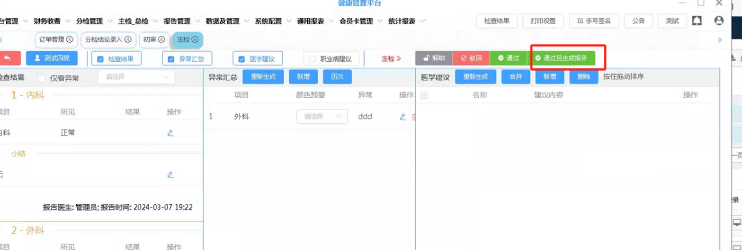 健康管理平台
台管理 财务收费 分检管理 主检_总检 报告管理 数据及管理 系统配置 通用报表 会员卡管理 统计报表 检查结果 打印设置 手写签名 公告 测试
订单管理 分检结论录入 初审 主检
测试沟医 检查结果 异常汇总 医学建议 职业病建议 主检 解锁 驳回 通过 通过且生成报告
检查结果 仅看异常 请选择 异常汇总 重新生成 新增 历次 医学建议 重新生成 合并 新增 删除 按住拖动排序
项目 所见 结果 操作 项目 颜色预警 异常 操作 名称 建议内容 操作
1 - 内科
内科 正常
1 外科 请选择 ddd
小结
报告医生: 管理员; 报告时间: 2024-03-07 19:22
2 - 外科
项目 所见 结果 操作